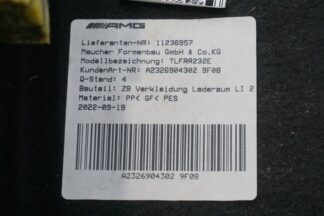 AMG
Lieferanten-NR: 11236957
Maucher Formenbau GmbH & Co.KG
Modellbezeichnung: TLFRR232E
KundenArt-NR: A2326904302 9F08
Q-Stand: 4
Bauteil: ZB Verkleidung Laderaum LI 2
Material: PP< GF< PES
2022-09-19
A2326904302 9F08